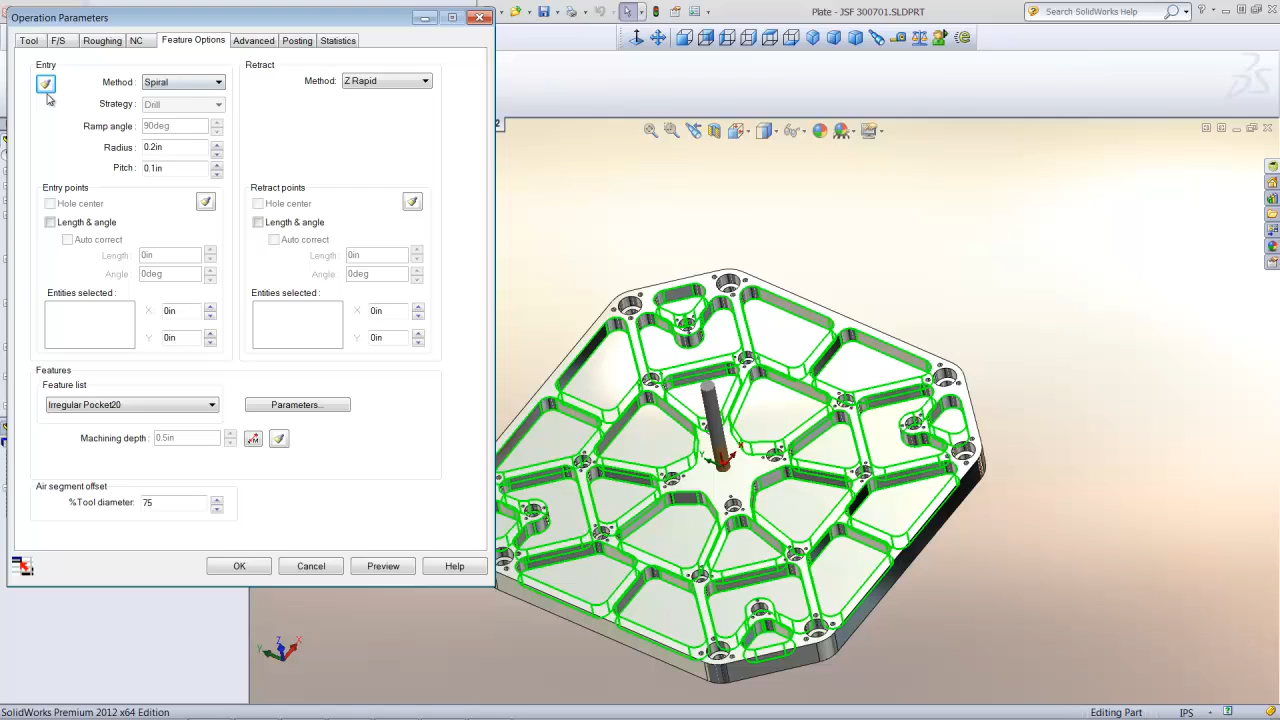 Operation Parameters
Plate - JSF 300701.SLDPRT
Search SolidWorks Help
Tool
F/S
Roughing
NC
Feature Options
Advanced
Posting
Statistics
Entry
Retract
Method :
Spiral
Method:
Z Rapid
Strategy :
Drill
Ramp angle :
90deg
Radius :
0.2in
Pitch :
0.1in
Entry points
Retract points
Hole center
Hole center
Length & angle
Length & angle
Auto correct
Auto correct
Length :
0in
Length :
0in
Angle :
0deg
Angle :
0deg
Entities selected :
Entities selected :
X
0in
X
0in
Y
0in
Y
0in
Features
Feature list
Irregular Pocket20
Parameters...
Machining depth :
0.5in
Air segment offset
%Tool diameter:
75
OK
Cancel
Preview
Help
SolidWorks Premium 2012 x64 Edition
Editing Part
IPS